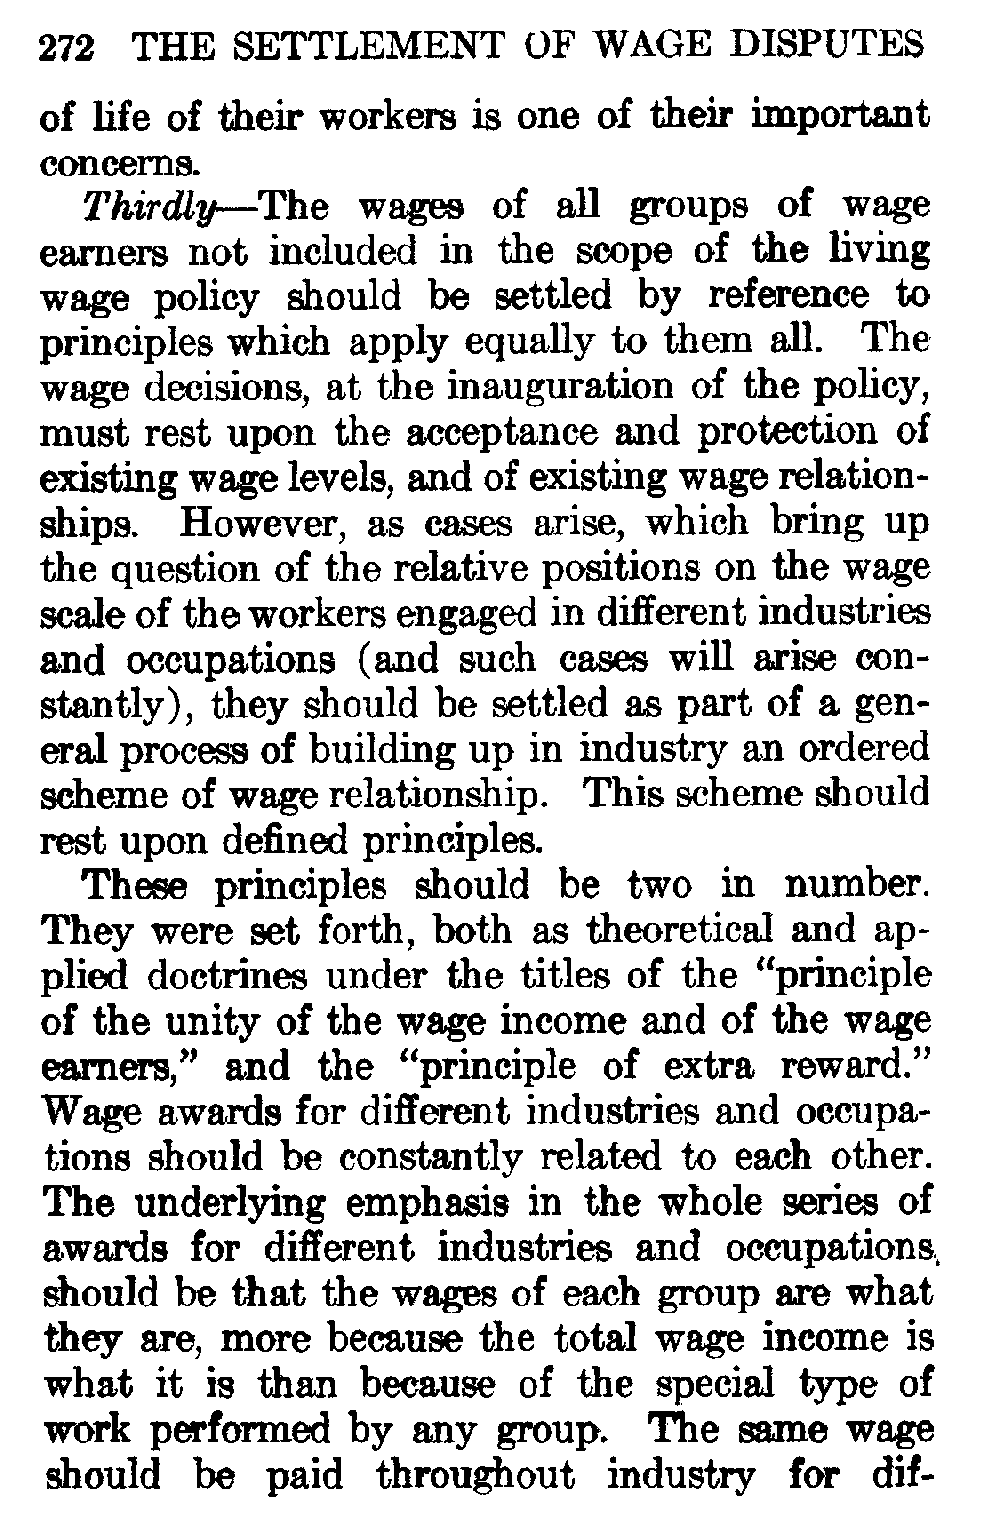 272 THE SETTLEMENT OF WAGE DISPUTES
of life of their workers is one of their important
concerns.
Thirdly—The wages of all groups of wage
earners not included in the scope of the living
wage policy should be settled by reference to
principles which apply equally to them all. The
wage decisions, at the inauguration of the policy,
must rest upon the acceptance and protection of
existing wage levels, and of existing wage relation-
ships. However, as cases arise, which bring up
the question of the relative positions on the wage
scale of the workers engaged in different industries
and occupations (and such cases will arise con-
stantly), they should be settled as part of a gen-
eral process of building up in industry an ordered
scheme of wage relationship. This scheme should
rest upon defined principles.
These principles should be two in number.
They were set forth, both as theoretical and ap-
plied doctrines under the titles of the “principle
of the unity of the wage income and of the wage
earners,” and the “principle of extra reward.”
Wage awards for different industries and occupa-
tions should be constantly related to each other.
The underlying emphasis in the whole series of
awards for different industries and occupations,
should be that the wages of each group are what
they are, more because the total wage income is
what it is than because of the special type of
work performed by any group. The same wage
should be paid throughout industry for dif-